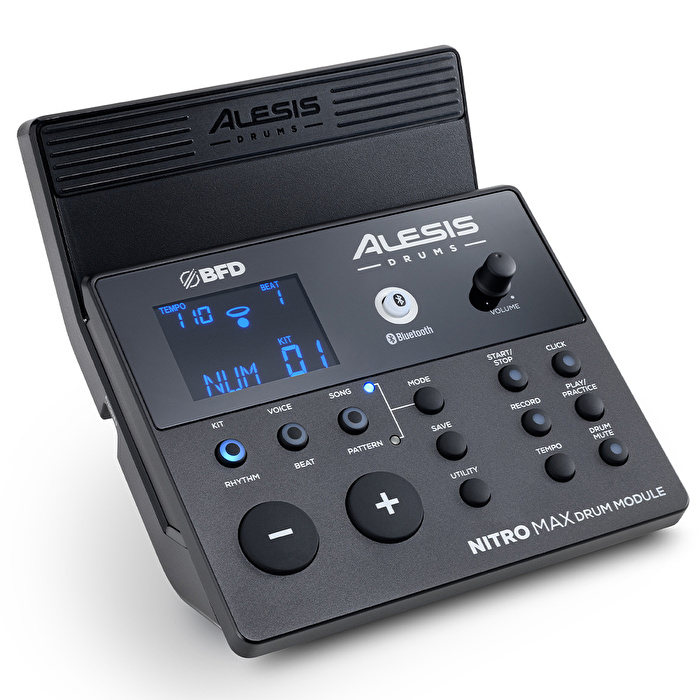 ALESIS
DRUMS
ALESIS
DRUMS
BFD
TEMPO
110
BEAT
1
KIT
NUM 01
Bluetooth
VOLUME
KIT
VOICE
SONG
MODE
START/
STOP
CLICK
RHYTHM
BEAT
PATTERN
SAVE
RECORD
PLAY/
PRACTICE
UTILITY
TEMPO
DRUM
MUTE
-
+
NITRO MAX DRUM MODULE